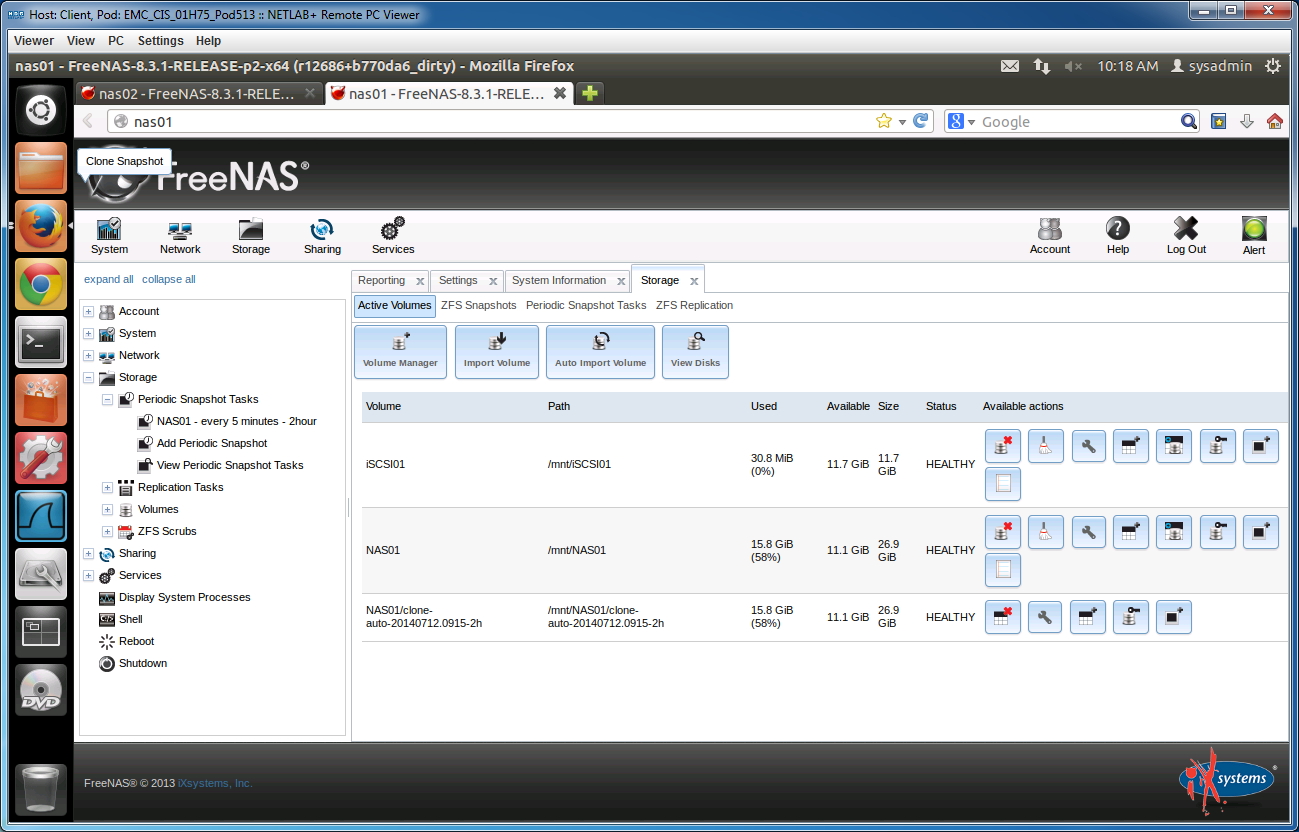 Host: Client, Pod: EMC_CIS_01H75_Pod513 :: NETLAB+ Remote PC Viewer
Viewer View PC Settings Help
nas01 - FreeNAS-8.3.1-RELEASE-p2-x64 (r12686+b770da6_dirty) - Mozilla Firefox
10:18 AM sysadmin
nas02 - FreeNAS-8.3.1-RELE... nas01 - FreeNAS-8.3.1-RELE...
nas01
Google
Clone Snapshot
FreeNAS®
System Network Storage Sharing Services Account Help Log Out Alert
expand all collapse all
Account
System
Network
Storage
Periodic Snapshot Tasks
NAS01 - every 5 minutes - 2hour
Add Periodic Snapshot
View Periodic Snapshot Tasks
Replication Tasks
Volumes
ZFS Scrubs
Sharing
Services
Display System Processes
Shell
Reboot
Shutdown
Reporting Settings System Information Storage
Active Volumes ZFS Snapshots Periodic Snapshot Tasks ZFS Replication
Volume Manager Import Volume Auto Import Volume View Disks
Volume Path Used Available Size Status Available actions
iSCSI01 /mnt/iSCSI01 30.8 MiB (0%) 11.7 GiB 11.7 GiB HEALTHY
NAS01 /mnt/NAS01 15.8 GiB (58%) 11.1 GiB 26.9 GiB HEALTHY
NAS01/clone-auto-20140712.0915-2h /mnt/NAS01/clone-auto-20140712.0915-2h 15.8 GiB (58%) 11.1 GiB 26.9 GiB HEALTHY
DVD
FreeNAS® © 2013 iXsystems, Inc.
iXsystems®